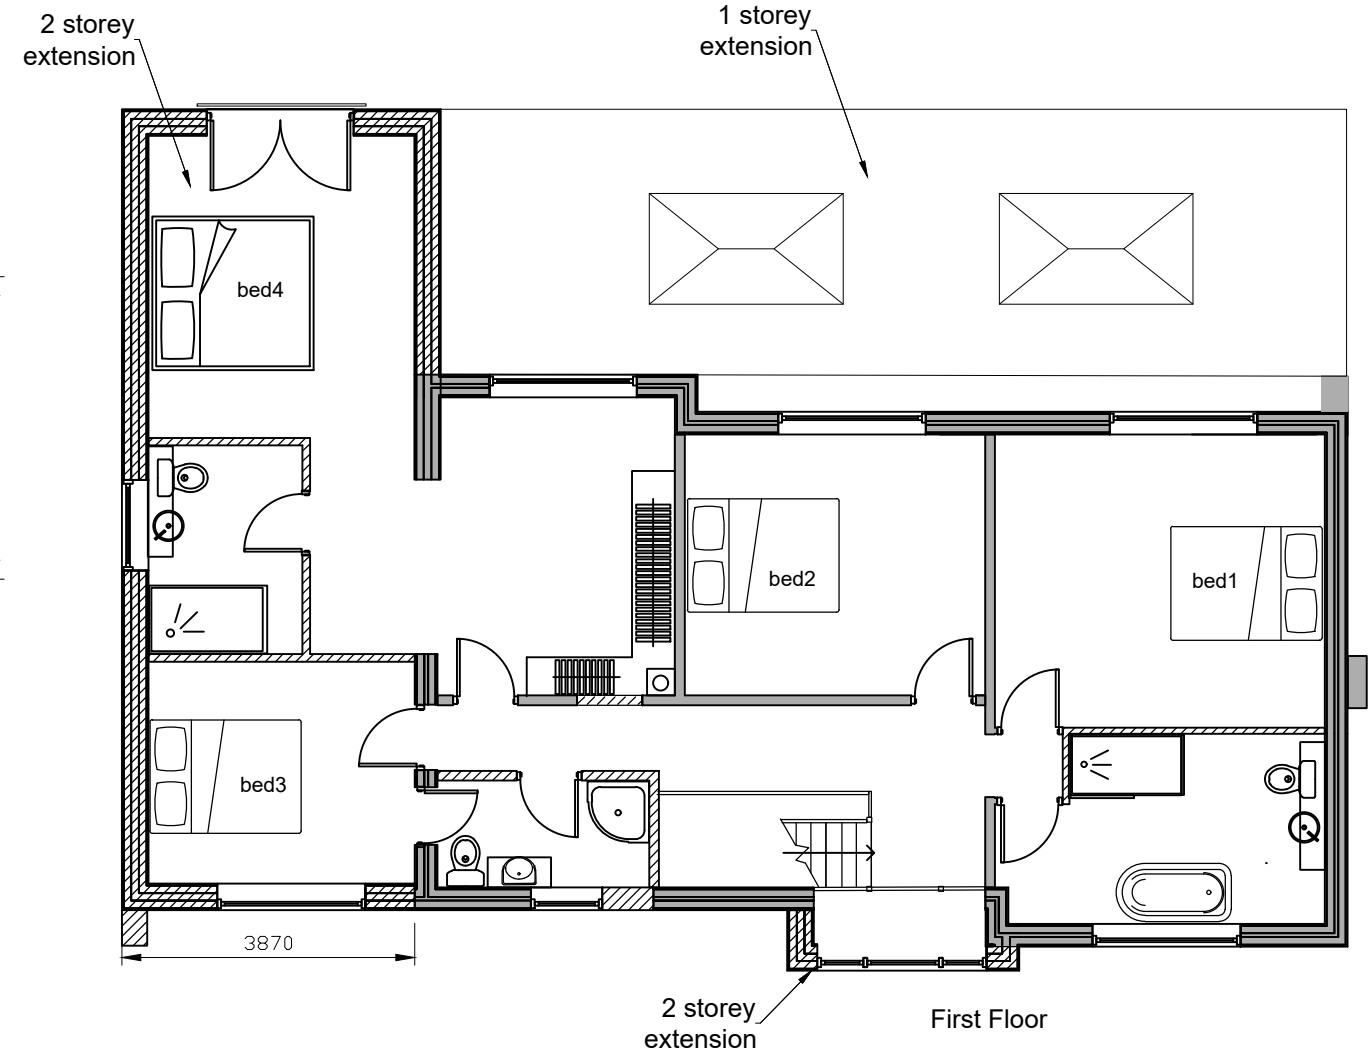 2 storey
extension
1 storey
extension
bed4
bed2
bed1
bed3
3870
2 storey
extension
First Floor